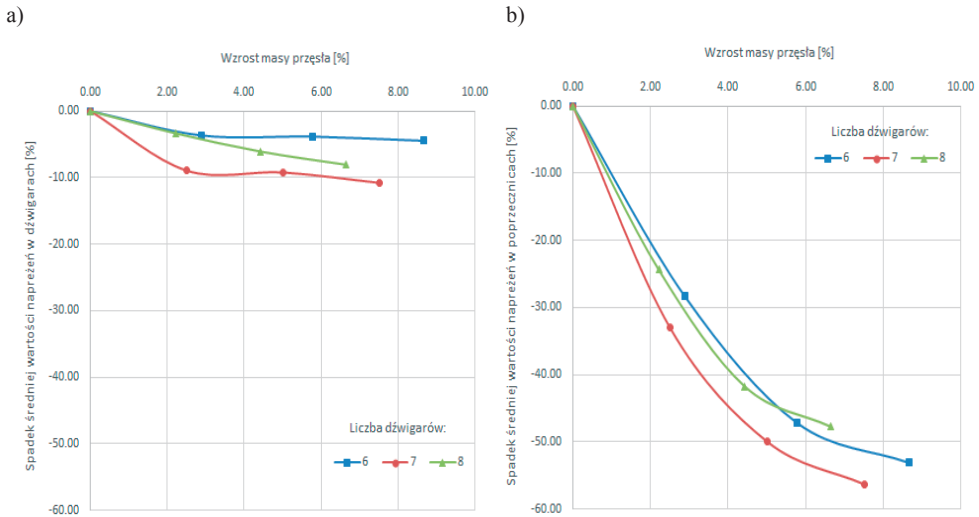 a)
Wzrost masy przęsła [%]
0.00 2.00 4.00 6.00 8.00 10.00
0.00
-10.00
-20.00
-30.00
-40.00
-50.00
-60.00
Spadek średniej wartości naprężeń w dźwigarach [%]
Liczba dźwigarów:
6 7 8
b)
Wzrost masy przęsła [%]
0.00 2.00 4.00 6.00 8.00 10.00
0.00
-10.00
-20.00
-30.00
-40.00
-50.00
-60.00
Spadek średniej wartości naprężeń w poprzecznicach [%]
Liczba dźwigarów:
6 7 8